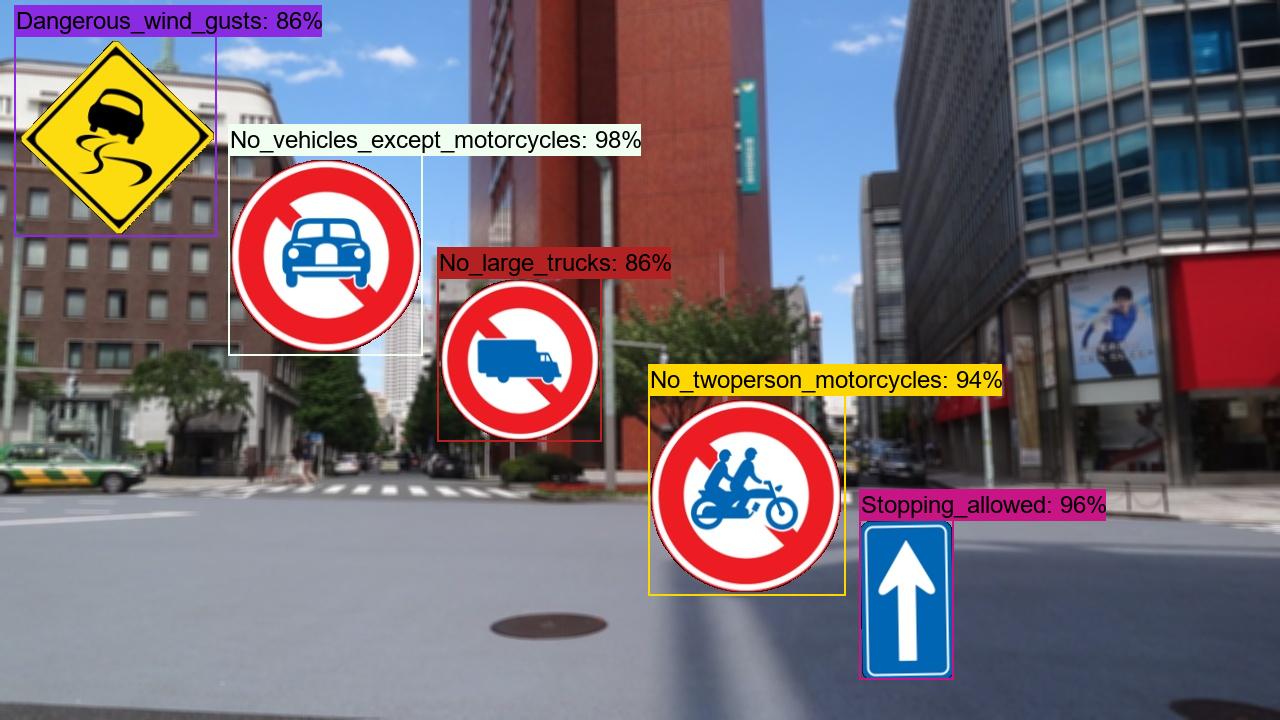 Dangerous_wind_gusts: 86%
No_vehicles_except_motorcycles: 98%
No_large_trucks: 86%
No_twoperson_motorcycles: 94%
Stopping_allowed: 96%